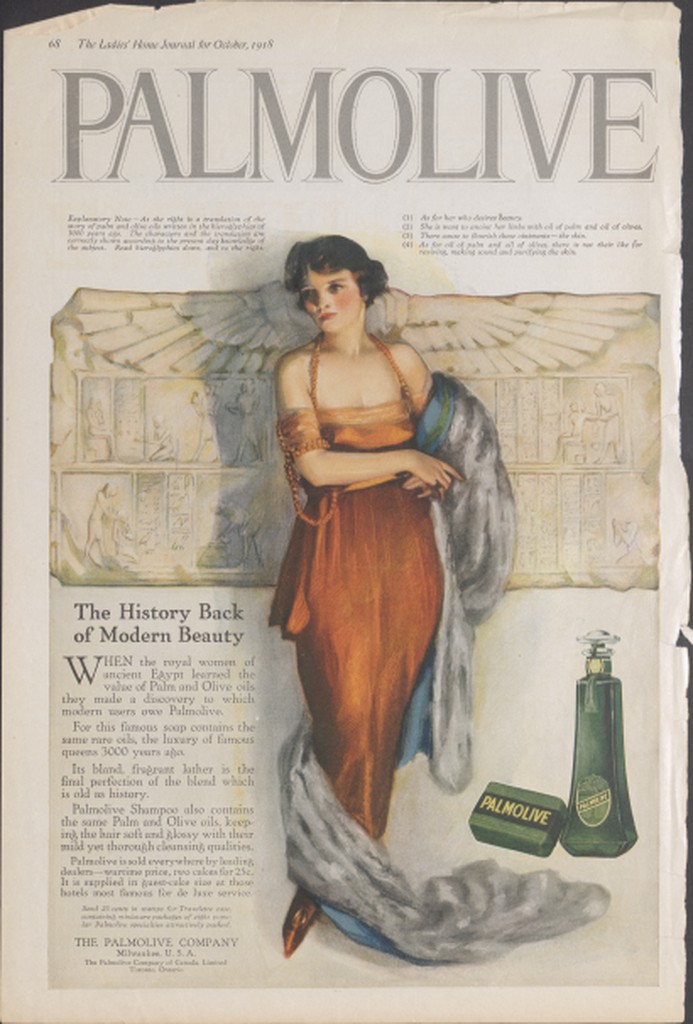 68 The Ladies' Home Journal for October, 1918
PALMOLIVE
Explanatory Note—At the right is a translation of the
story of palm and olive oils written in the hieroglyphics of
3000 years ago. The characters and the translation are
correctly shown according to the present day knowledge of
the subject. Read hieroglyphics down, and to the right.
(1) As for her who desires beauty,
(2) She is wont to anoint her limbs with oil of palm and oil of olives.
(3) There cause to flourish these ointments—the skin.
(4) As for oil of palm and oil of olives, there is not their like for
reviving, making sound and purifying the skin.
The History Back
of Modern Beauty
WHEN the royal women of
ancient Egypt learned the
value of Palm and Olive oils
they made a discovery to which
modern users owe Palmolive.
For this famous soap contains the
same rare oils, the luxury of famous
queens 3000 years ago.
Its bland, fragrant lather is the
final perfection of the blend which
is old as history.
Palmolive Shampoo also contains
the same Palm and Olive oils, keep-
ing the hair soft and glossy with their
mild yet thorough cleansing qualities.
Palmolive is sold everywhere by leading
dealers—wartime price, two cakes for 25c.
It is supplied in guest-cake size at those
hotels most famous for de luxe service.
Send 25 cents in stamps for Travelette case,
containing miniature packages of eight popu-
lar Palmolive specialties attractively packed.
THE PALMOLIVE COMPANY
Milwaukee, U. S. A.
The Palmolive Company of Canada, Limited
Toronto, Ontario
PALMOLIVE
PALMOLIVE